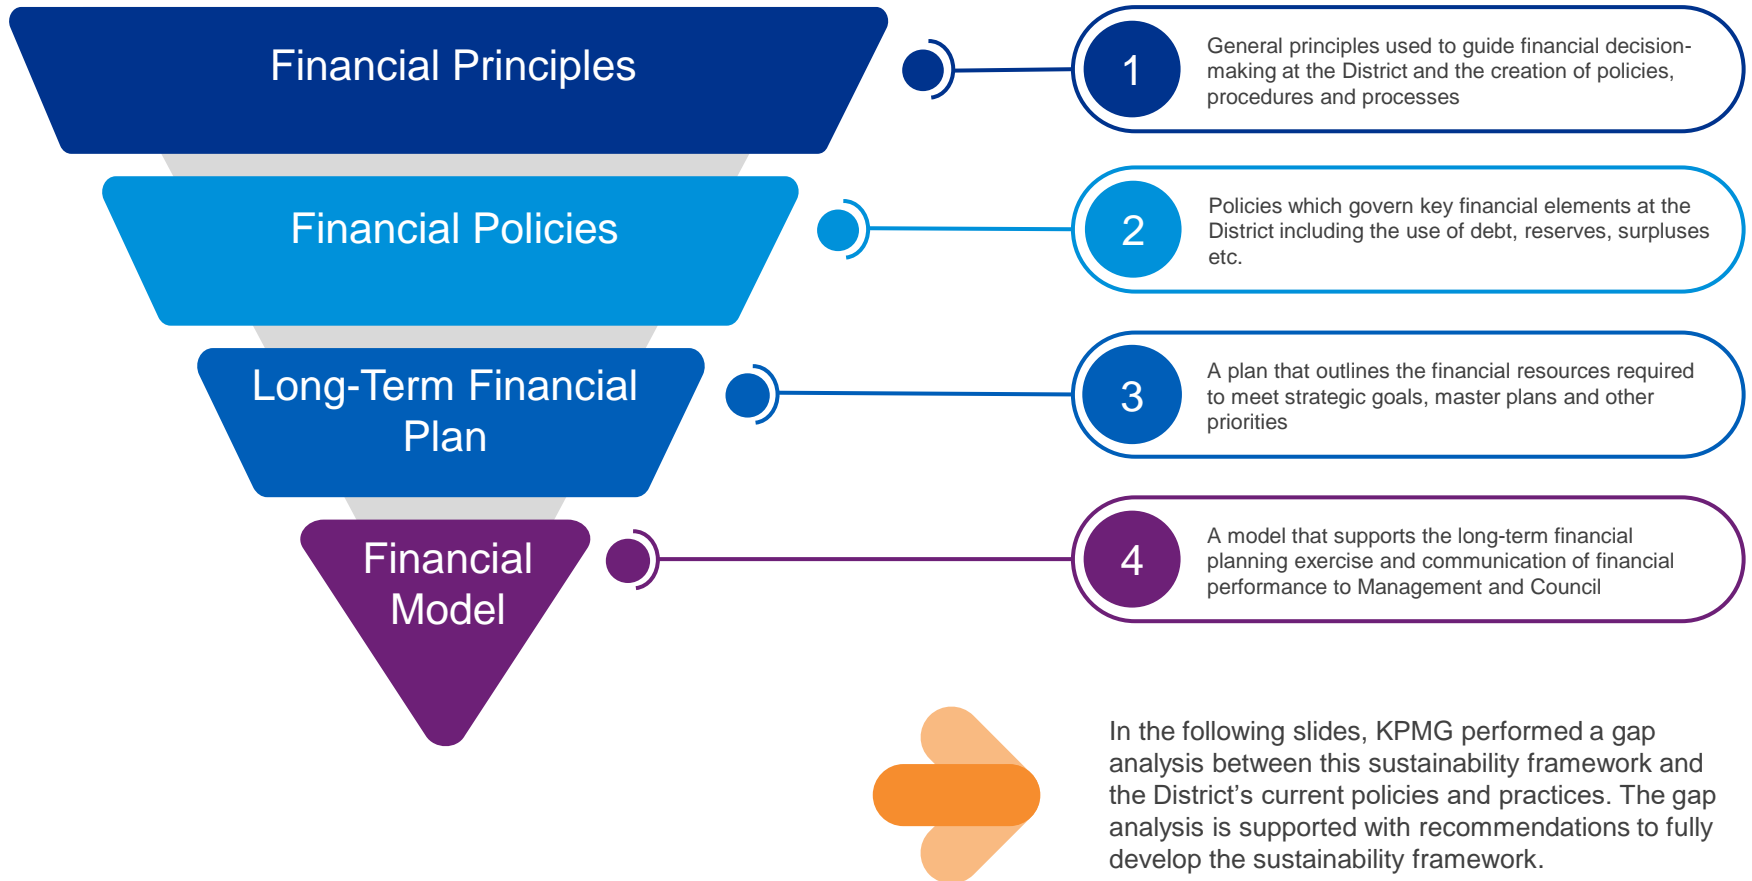 Financial Principles
1
General principles used to guide financial decision-
making at the District and the creation of policies,
procedures and processes
Financial Policies
2
Policies which govern key financial elements at the
District including the use of debt, reserves, surpluses
etc.
Long-Term Financial
Plan
3
A plan that outlines the financial resources required
to meet strategic goals, master plans and other
priorities
Financial
Model
4
A model that supports the long-term financial
planning exercise and communication of financial
performance to Management and Council
In the following slides, KPMG performed a gap
analysis between this sustainability framework and
the District’s current policies and practices. The gap
analysis is supported with recommendations to fully
develop the sustainability framework.